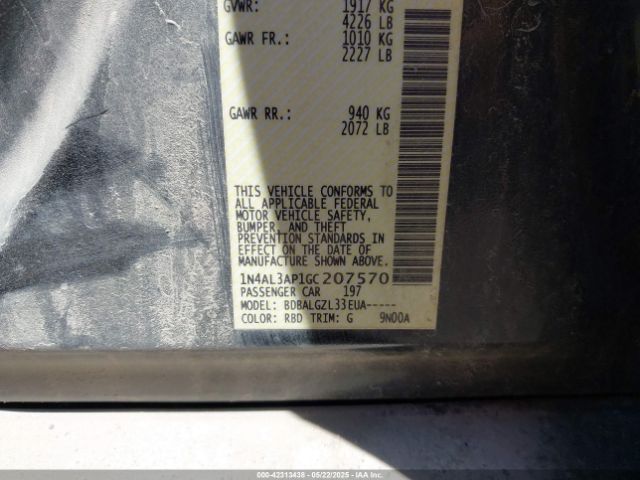 GVWR: 1917 KG
4226 LB
GAWR FR.: 1010 KG
2227 LB
GAWR RR.: 940 KG
2072 LB
THIS VEHICLE CONFORMS TO
ALL APPLICABLE FEDERAL
MOTOR VEHICLE SAFETY,
BUMPER, AND THEFT
PREVENTION STANDARDS IN
EFFECT ON THE DATE OF
MANUFACTURE SHOWN ABOVE.
1N4AL3AP1GC207570
PASSENGER CAR 197
MODEL: BDBALGZL33EUA-----
COLOR: RBD TRIM: G 9N00A
000-42313438 - 05/22/2025 - IAA Inc.